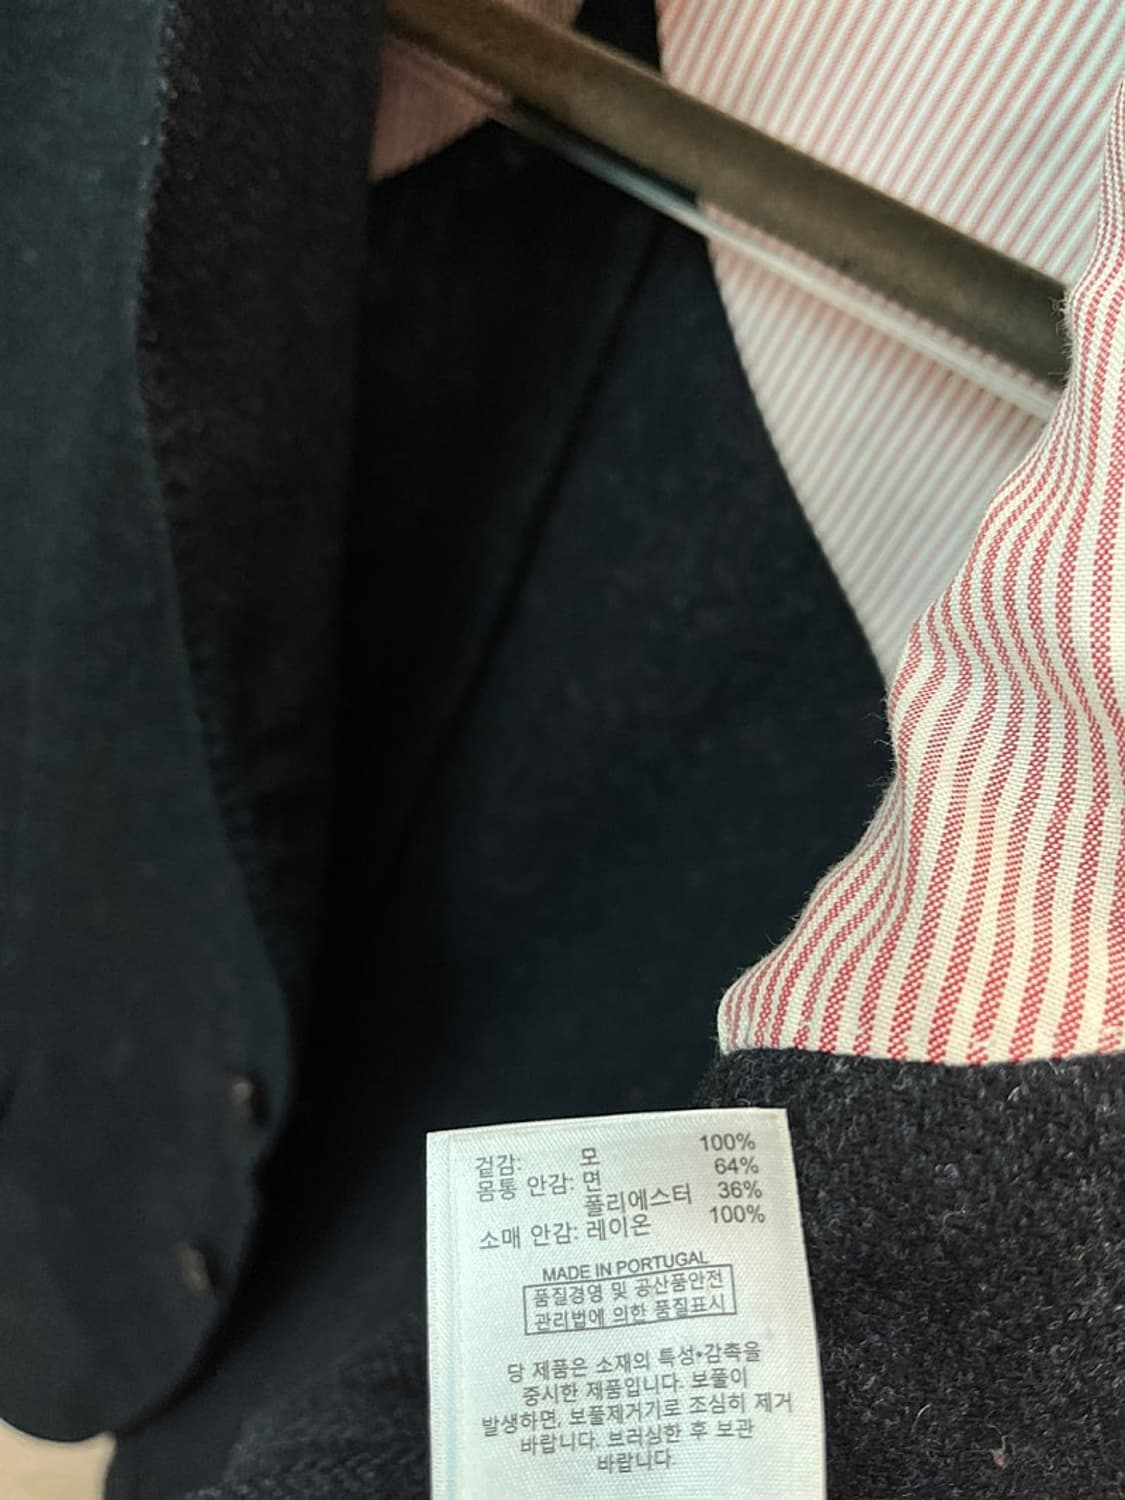 겉감: 모 100%
몸통 안감: 면 64%
폴리에스터 36%
소매 안감: 레이온 100%
MADE IN PORTUGAL
품질경영 및 공산품안전
관리법에 의한 품질표시
당 제품은 소재의 특성•감촉을
중시한 제품입니다. 보풀이
발생하면, 보풀제거기로 조심히 제거
바랍니다. 브러싱한 후 보관
바랍니다.